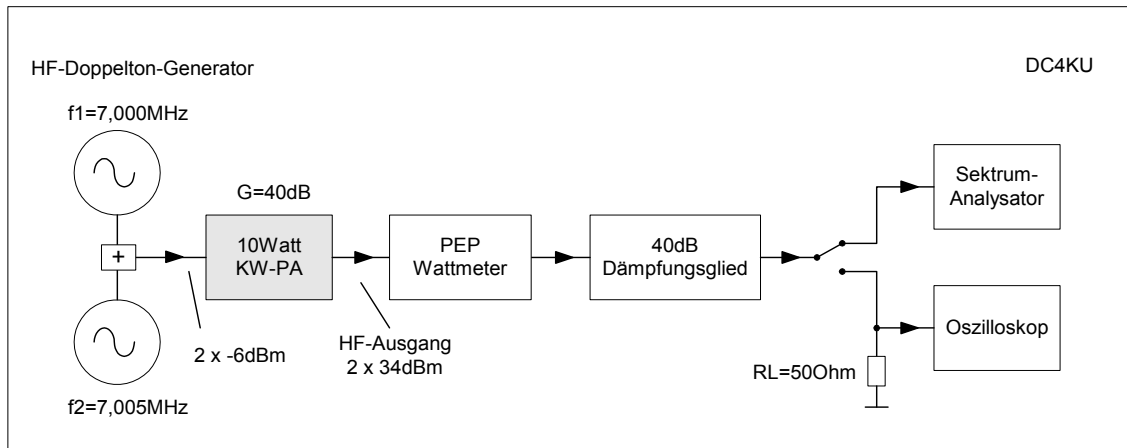 HF-Doppelton-Generator
DC4KU
f1=7,000MHz
G=40dB
+
10Watt
KW-PA
PEP
Wattmeter
40dB
Dämpfungsglied
Sektrum-
Analysator
Oszilloskop
2 x -6dBm
HF-Ausgang
2 x 34dBm
RL=50Ohm
f2=7,005MHz